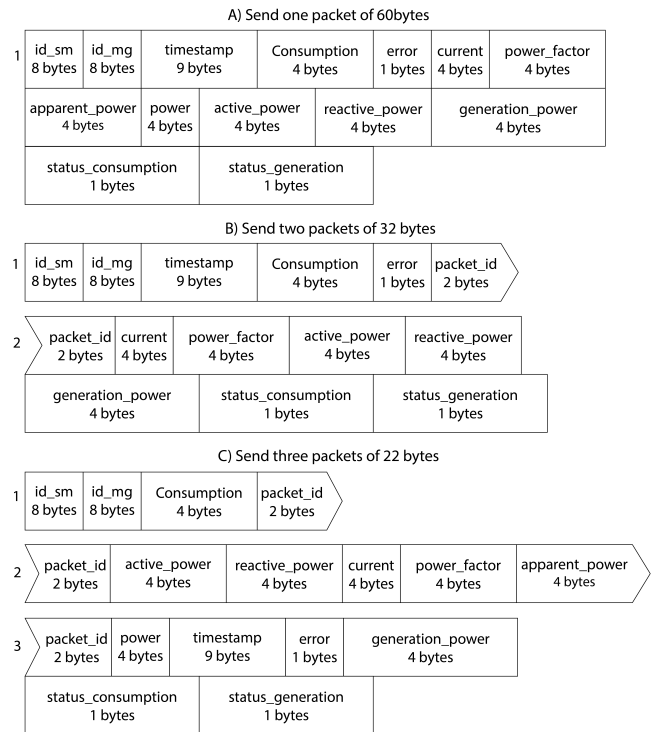 A) Send one packet of 60bytes
1 id_sm id_mg timestamp Consumption error current power_factor
8 bytes 8 bytes 9 bytes 4 bytes 1 bytes 4 bytes 4 bytes
apparent_power power active_power reactive_power generation_power
4 bytes 4 bytes 4 bytes 4 bytes 4 bytes
status_consumption status_generation
1 bytes 1 bytes
B) Send two packets of 32 bytes
1 id_sm id_mg timestamp Consumption error packet_id
8 bytes 8 bytes 9 bytes 4 bytes 1 bytes 2 bytes
2 packet_id current power_factor active_power reactive_power
2 bytes 4 bytes 4 bytes 4 bytes 4 bytes
generation_power status_consumption status_generation
4 bytes 1 bytes 1 bytes
C) Send three packets of 22 bytes
1 id_sm id_mg Consumption packet_id
8 bytes 8 bytes 4 bytes 2 bytes
2 packet_id active_power reactive_power current power_factor apparent_power
2 bytes 4 bytes 4 bytes 4 bytes 4 bytes 4 bytes
3 packet_id power timestamp error generation_power
2 bytes 4 bytes 9 bytes 1 bytes 4 bytes
status_consumption status_generation
1 bytes 1 bytes